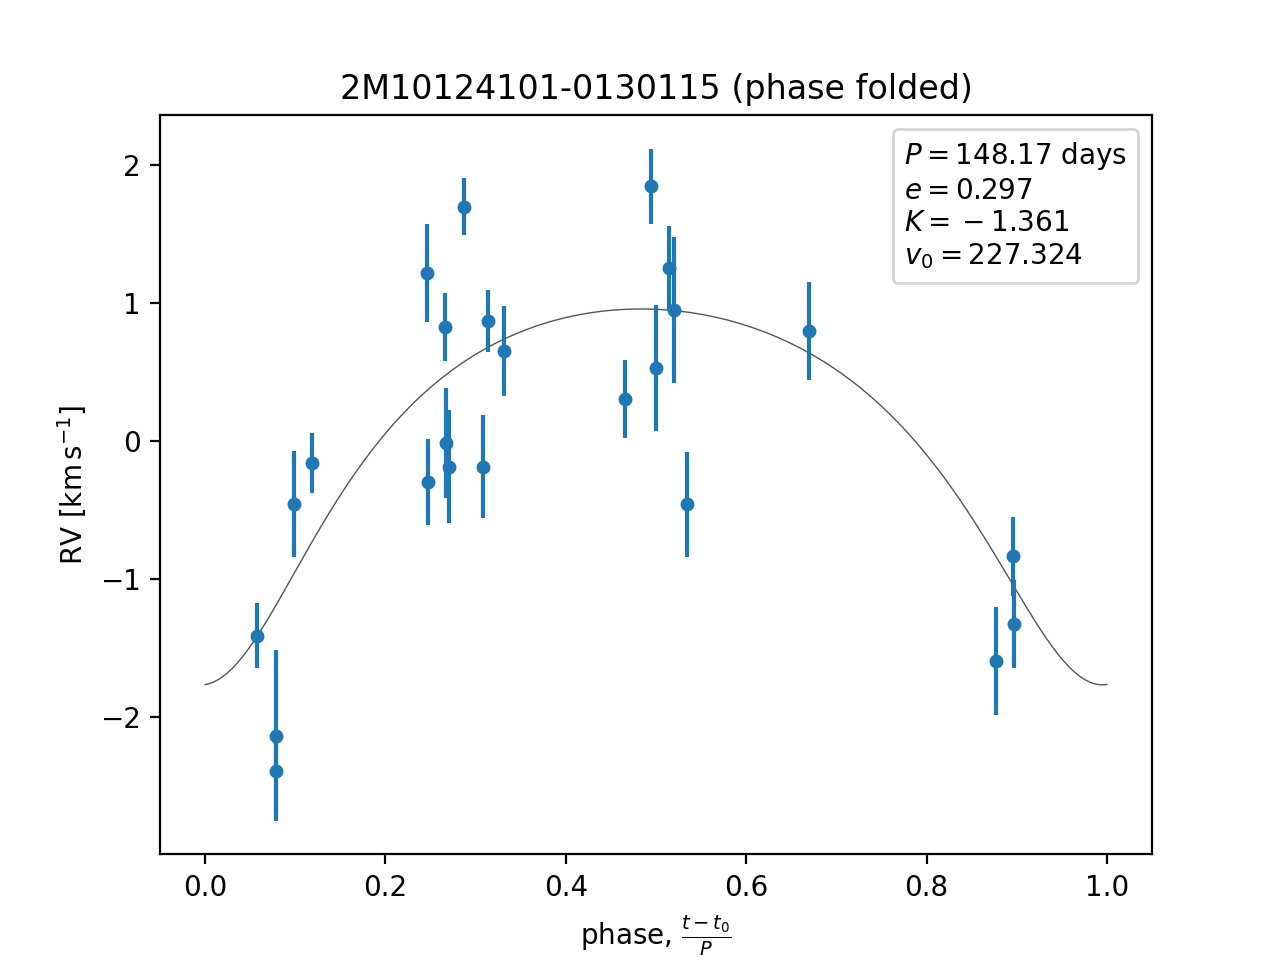 2M10124101-0130115 (phase folded)
P = 148.17 days
e = 0.297
K = −1.361
v₀ = 227.324
RV [km s⁻¹]
2
1
0
−1
−2
0.0 0.2 0.4 0.6 0.8 1.0
phase, (t − t₀)/P